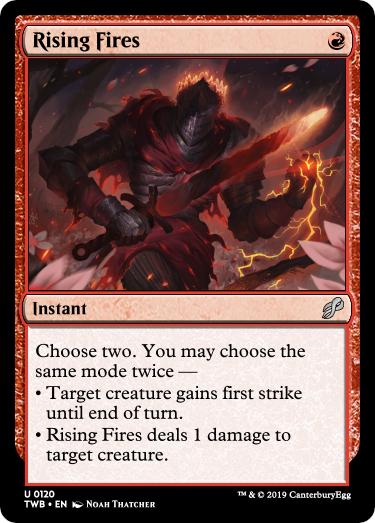 Rising Fires
Instant
Choose two. You may choose the
same mode twice —
• Target creature gains first strike
until end of turn.
• Rising Fires deals 1 damage to
target creature.
U 0120
TWB • EN Noah Thatcher
™ & © 2019 CanterburyEgg